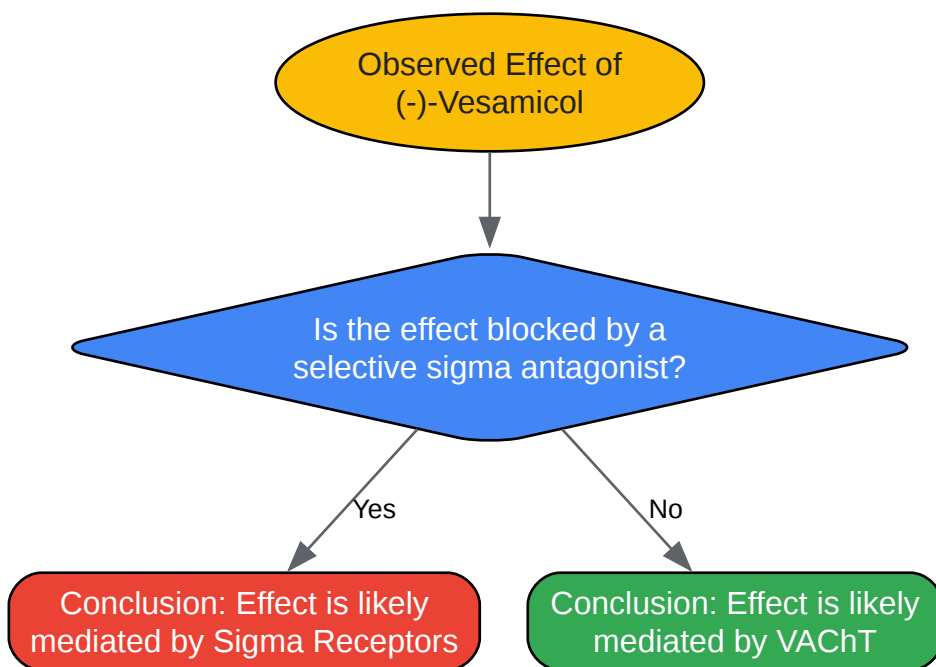 Observed Effect of
(-)-Vesamicol
Is the effect blocked by a
selective sigma antagonist?
Yes
No
Conclusion: Effect is likely
mediated by Sigma Receptors
Conclusion: Effect is likely
mediated by VAChT